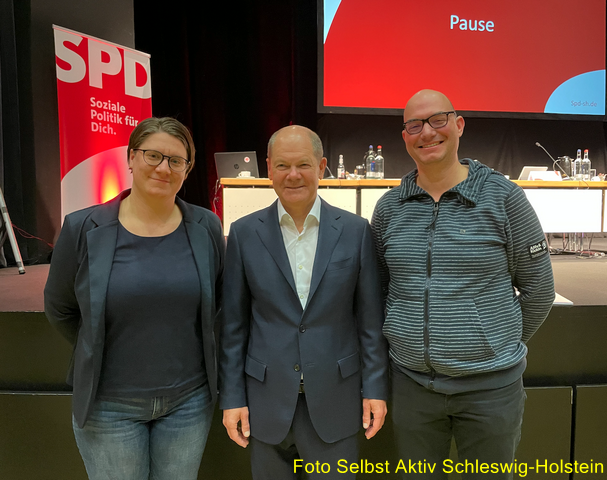 Pause
SPD
Soziale
Politik für
Dich.
Foto Selbst Aktiv Schleswig-Holstein